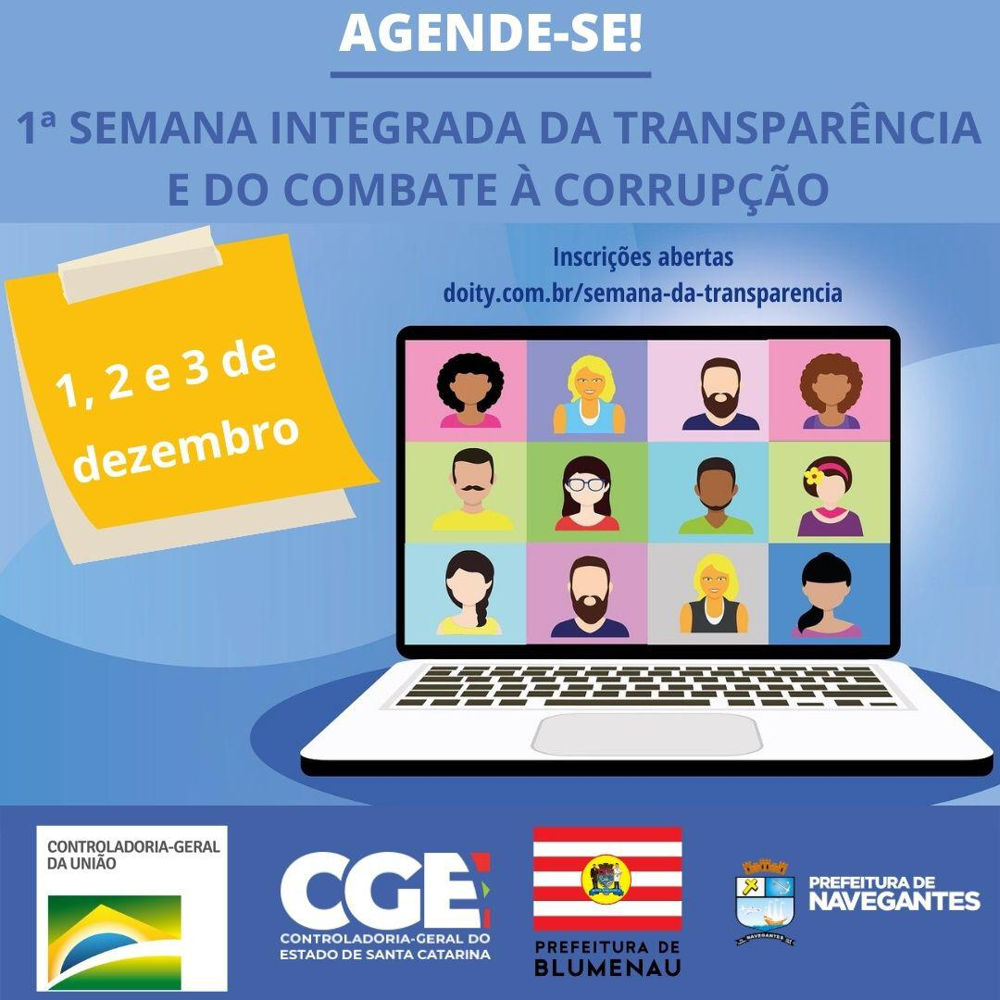 AGENDE-SE!
1ª SEMANA INTEGRADA DA TRANSPARÊNCIA
E DO COMBATE À CORRUPÇÃO
Inscrições abertas
doity.com.br/semana-da-transparencia
1, 2 e 3 de
dezembro
CONTROLADORIA-GERAL
DA UNIÃO
CGE
CONTROLADORIA-GERAL DO
ESTADO DE SANTA CATARINA
PREFEITURA DE
BLUMENAU
NAVEGANTES
PREFEITURA DE
NAVEGANTES